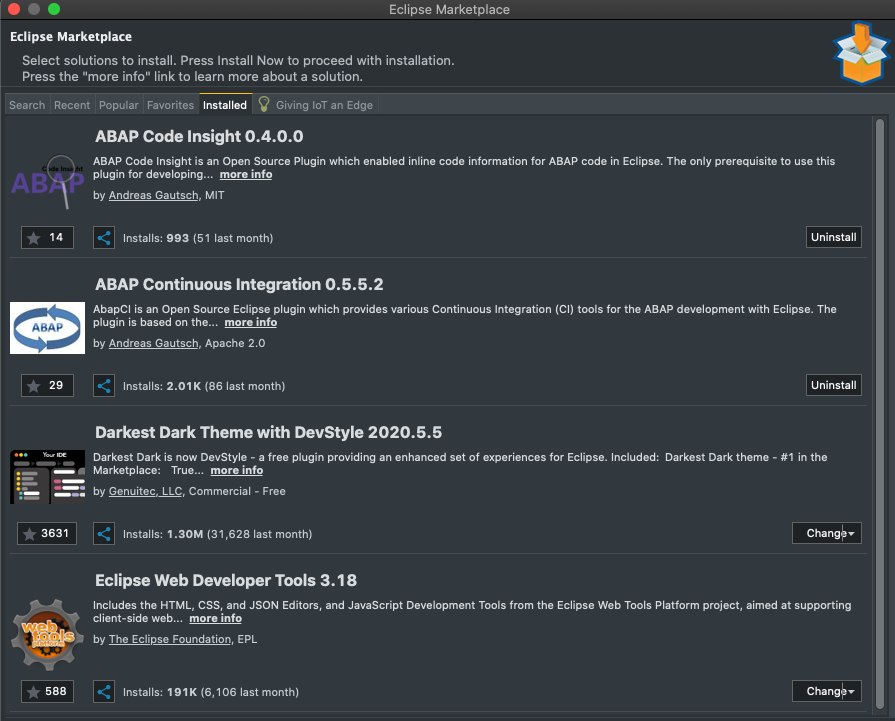 Eclipse Marketplace
Eclipse Marketplace
Select solutions to install. Press Install Now to proceed with installation.
Press the "more info" link to learn more about a solution.
Search Recent Popular Favorites Installed Giving IoT an Edge
ABAP Code Insight 0.4.0.0
Code Insight
ABAP
ABAP Code Insight is an Open Source Plugin which enabled inline code information for ABAP code in Eclipse. The only prerequisite to use this
plugin for developing... more info
by Andreas Gautsch, MIT
14 Installs: 993 (51 last month) Uninstall
ABAP Continuous Integration 0.5.5.2
ABAP
AbapCI is an Open Source Eclipse plugin which provides various Continuous Integration (CI) tools for the ABAP development with Eclipse. The
plugin is based on the... more info
by Andreas Gautsch, Apache 2.0
29 Installs: 2.01K (86 last month) Uninstall
Darkest Dark Theme with DevStyle 2020.5.5
Your IDE
Darkest Dark is now DevStyle - a free plugin providing an enhanced set of experiences for Eclipse. Included: Darkest Dark theme - #1 in the
Marketplace: True... more info
by Genuitec, LLC, Commercial - Free
3631 Installs: 1.30M (31,628 last month) Change
Eclipse Web Developer Tools 3.18
web
tools
platform
Includes the HTML, CSS, and JSON Editors, and JavaScript Development Tools from the Eclipse Web Tools Platform project, aimed at supporting
client-side web... more info
by The Eclipse Foundation, EPL
588 Installs: 191K (6,106 last month) Change